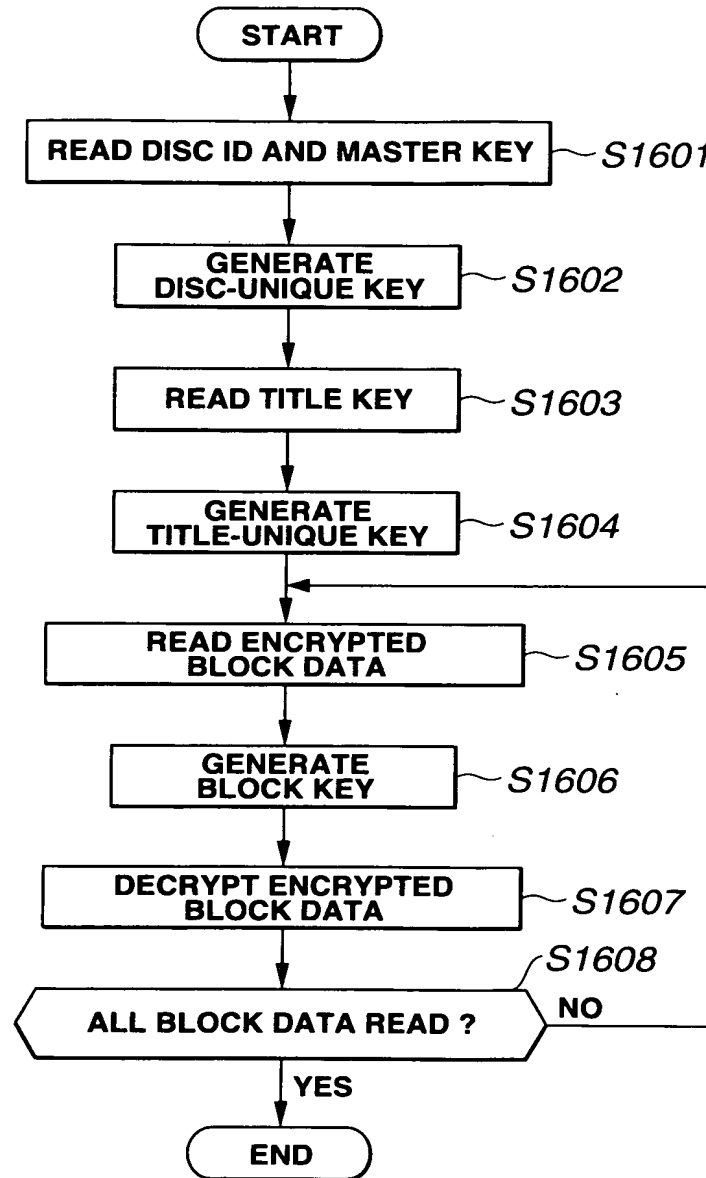 START
READ DISC ID AND MASTER KEY
S1601
GENERATE
DISC-UNIQUE KEY
S1602
READ TITLE KEY
S1603
GENERATE
TITLE-UNIQUE KEY
S1604
READ ENCRYPTED
BLOCK DATA
S1605
GENERATE
BLOCK KEY
S1606
DECRYPT ENCRYPTED
BLOCK DATA
S1607
S1608
ALL BLOCK DATA READ ?
NO
YES
END